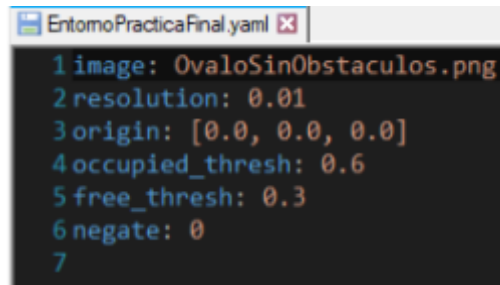 EntornoPracticaFinal.yaml
1 image: OvaloSinObstaculos.png
2 resolution: 0.01
3 origin: [0.0, 0.0, 0.0]
4 occupied_thresh: 0.6
5 free_thresh: 0.3
6 negate: 0
7